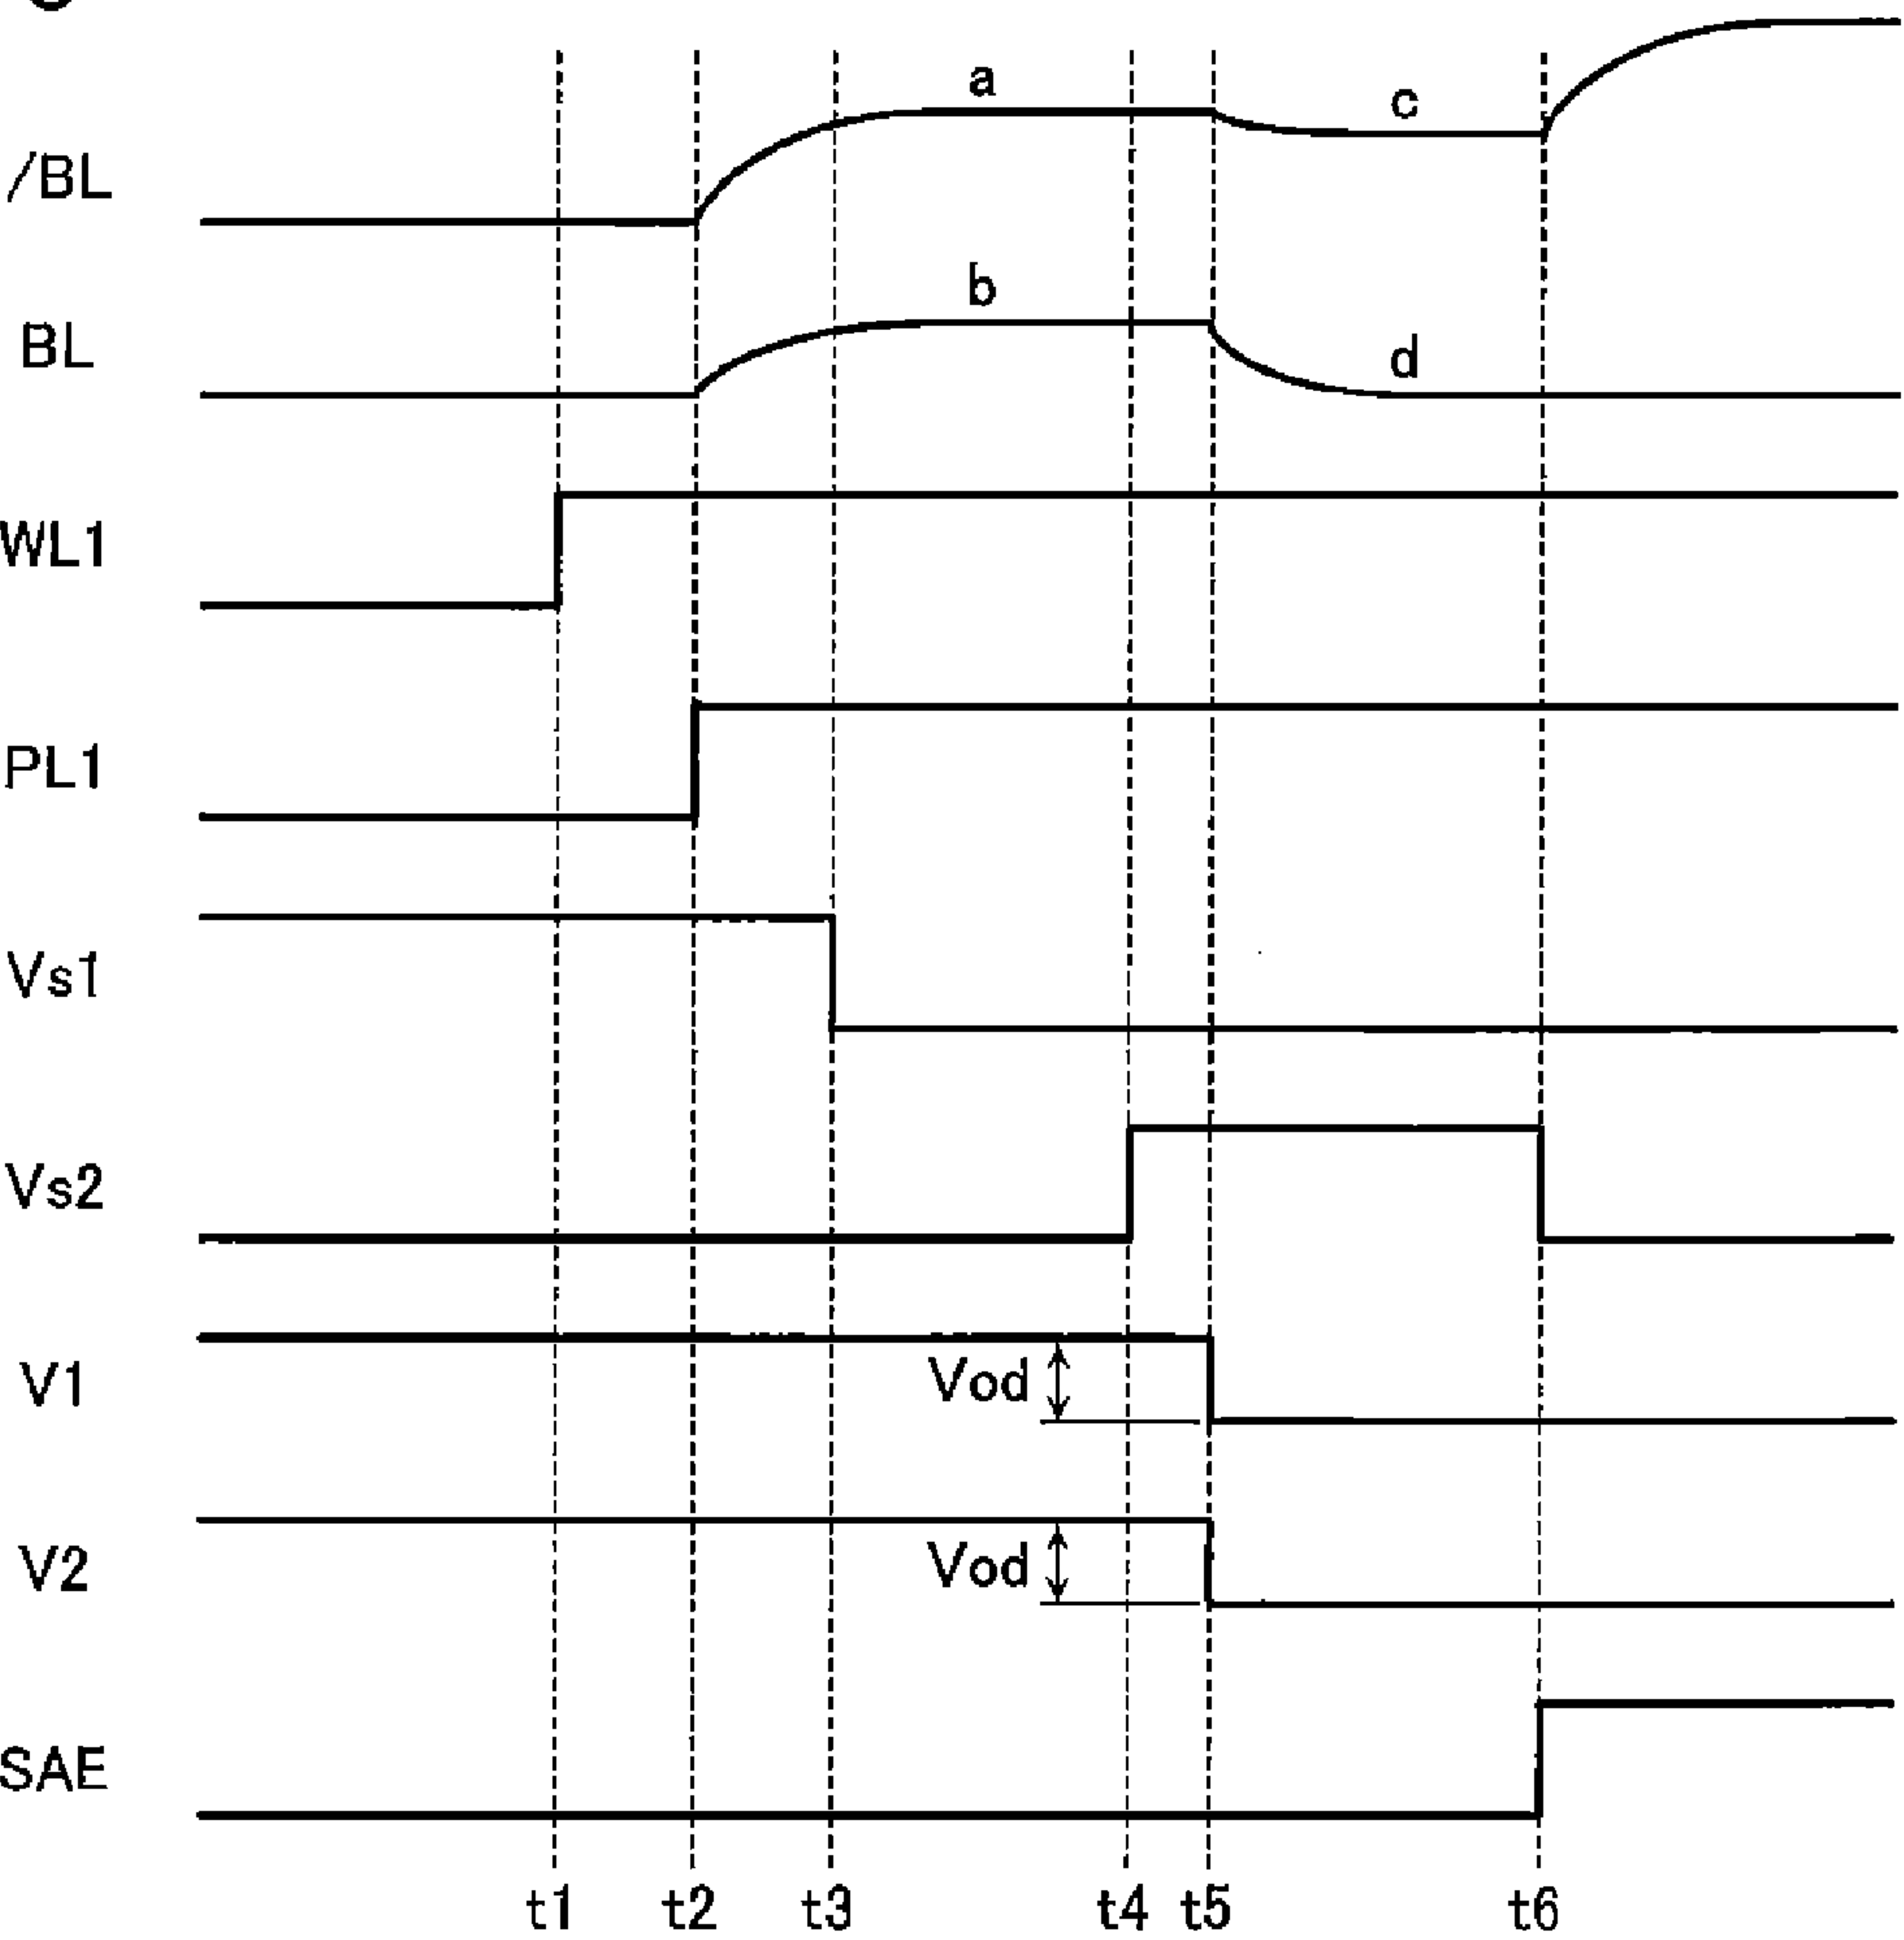 a
c
/BL
b
BL
d
WL1
PL1
Vs1
Vs2
V1
Vod
V2
Vod
SAE
t1 t2 t3 t4 t5 t6